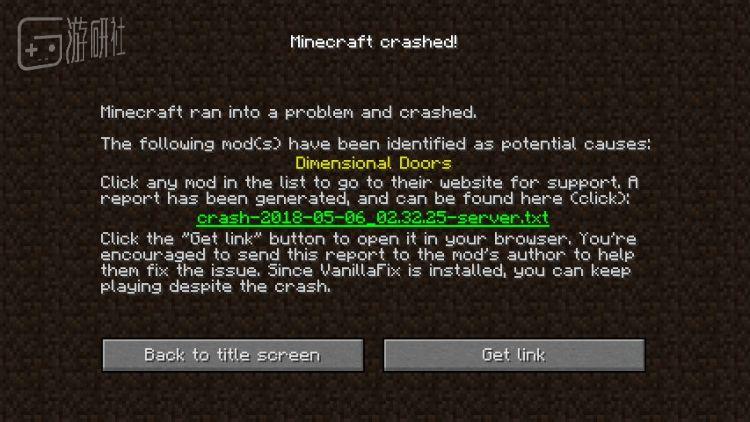 游研社
Minecraft crashed!
Minecraft ran into a problem and crashed.
The following mod(s) have been identified as potential causes:
Dimensional Doors
Click any mod in the list to go to their website for support. A
report has been generated, and can be found here (click):
crash-2018-05-06_02.32.25-server.txt
Click the "Get link" button to open it in your browser. You're
encouraged to send this report to the mod's author to help
them fix the issue. Since VanillaFix is installed, you can keep
playing despite the crash.
Back to title screen
Get link